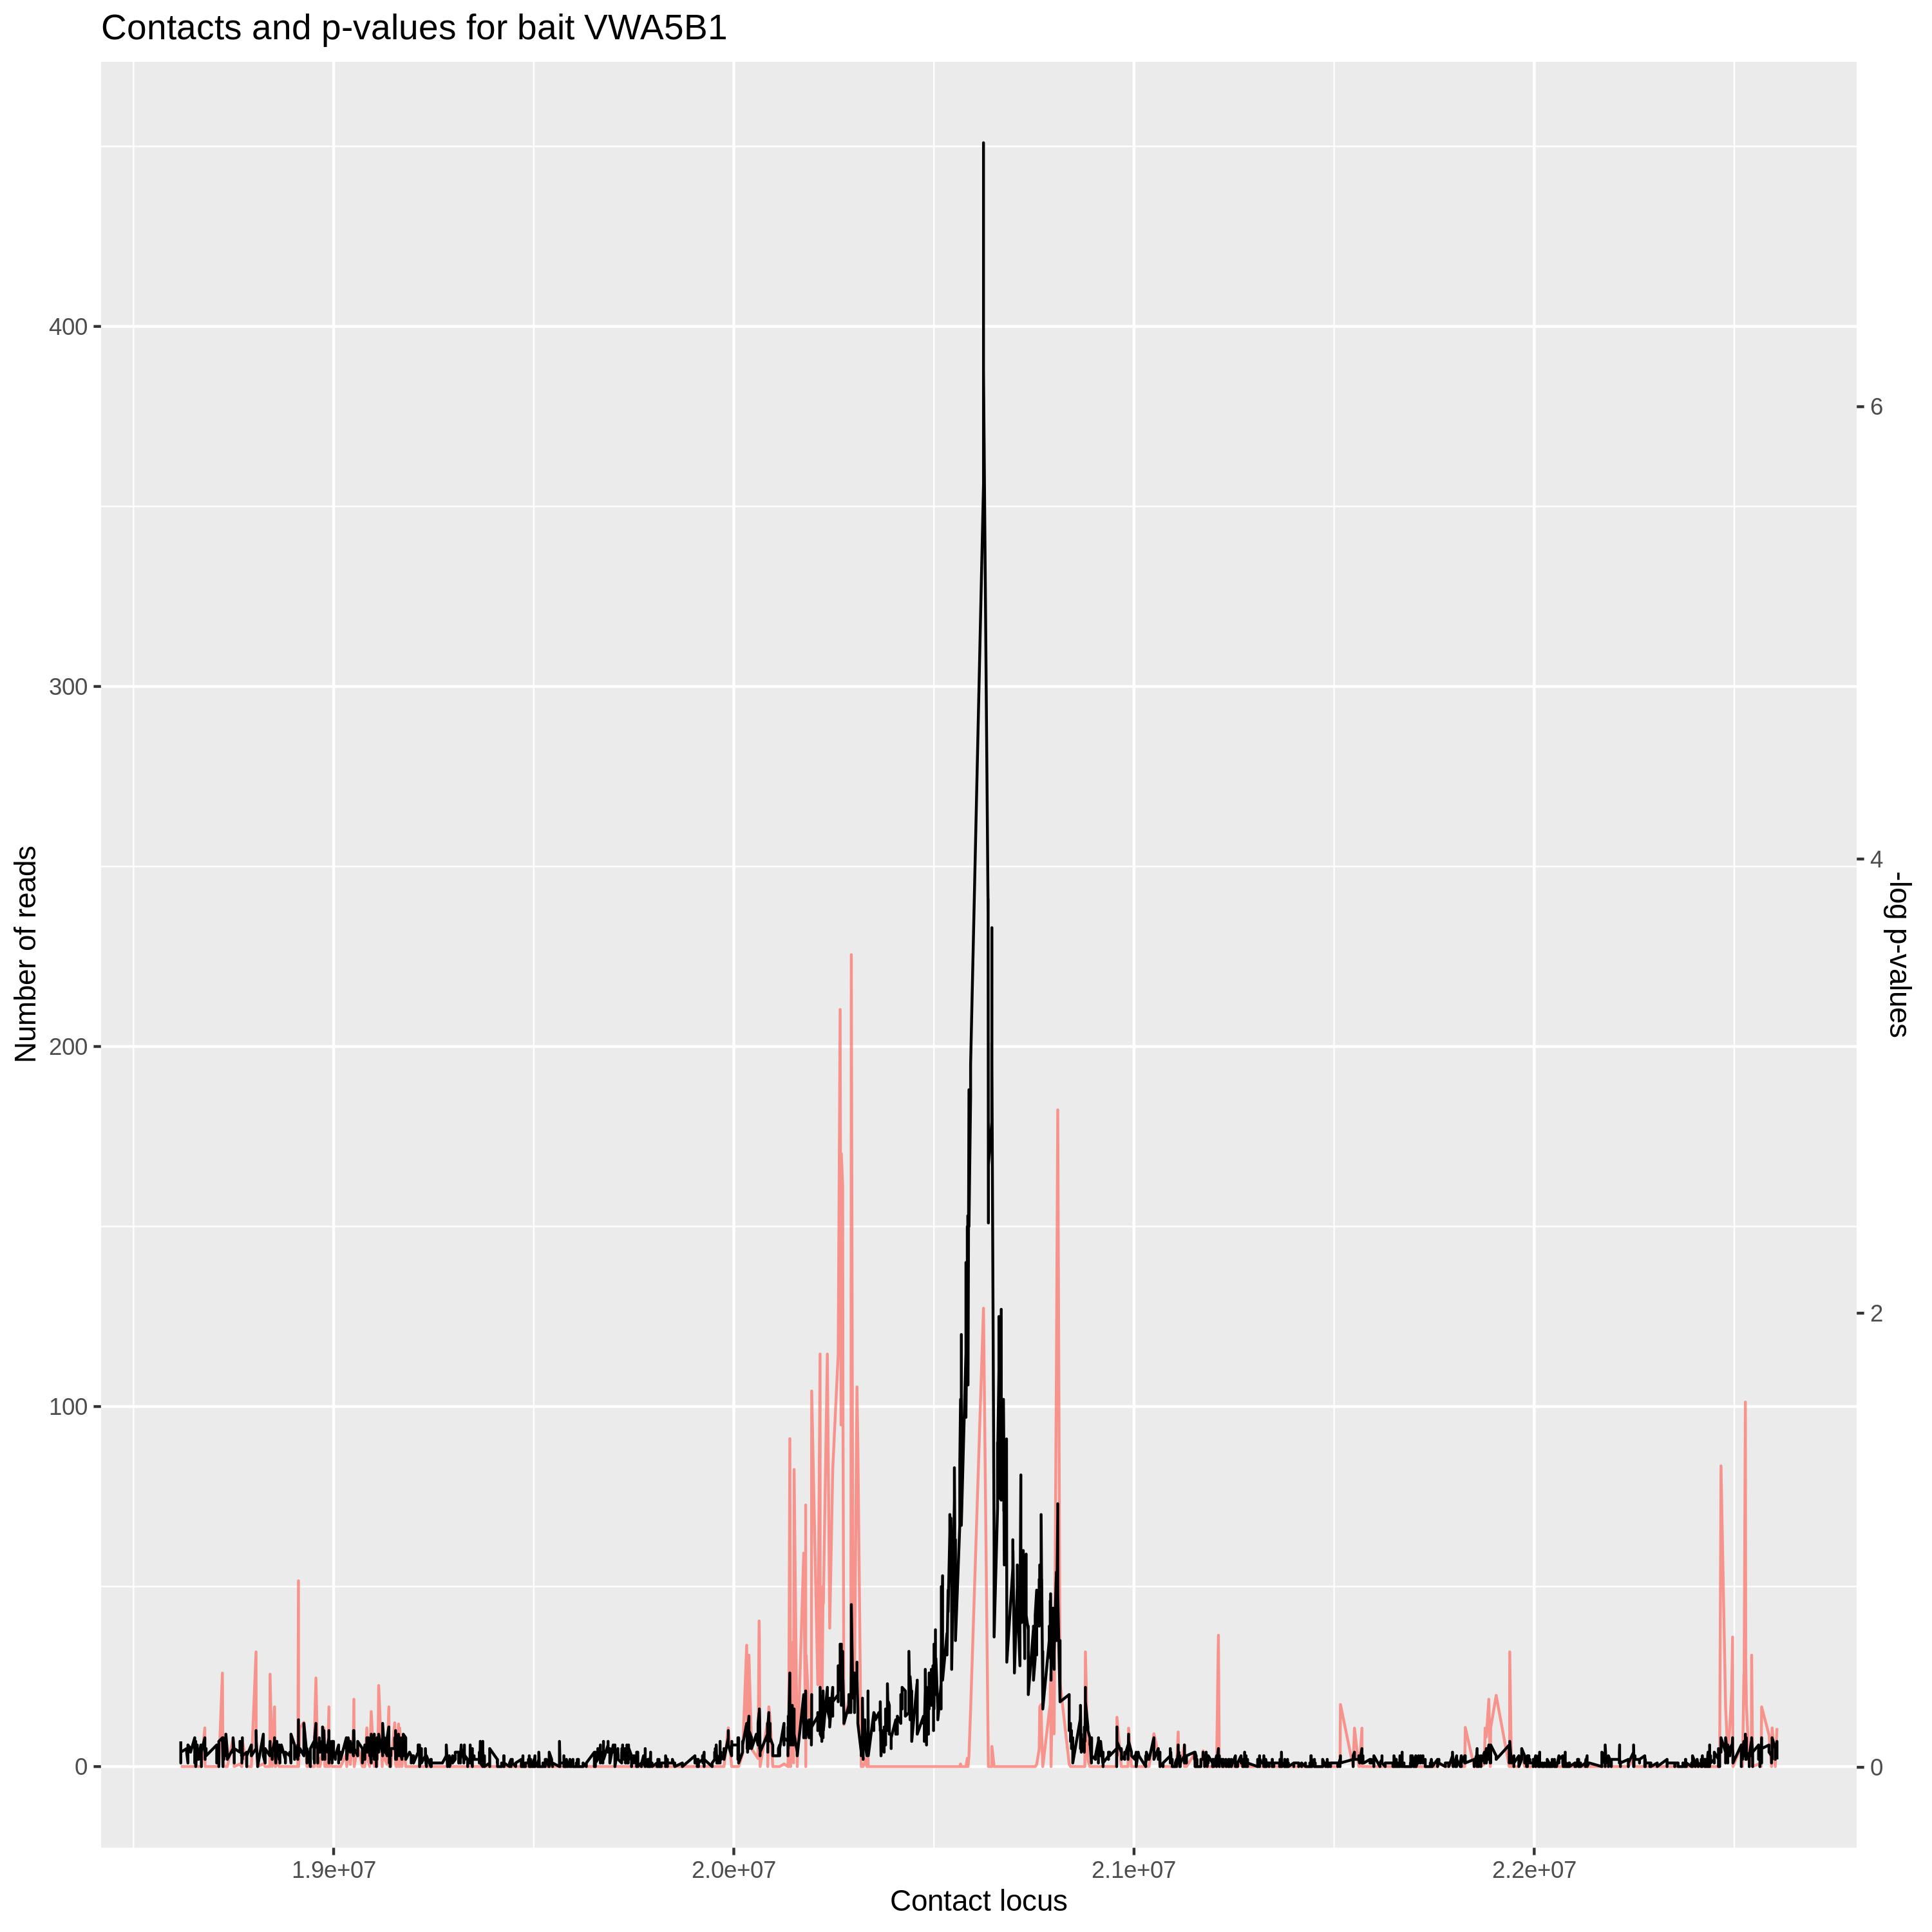 Contacts and p-values for bait VWA5B1
400
300
200
100
0
Number of reads
6
4
2
0
-log p-values
1.9e+07
2.0e+07
2.1e+07
2.2e+07
Contact locus